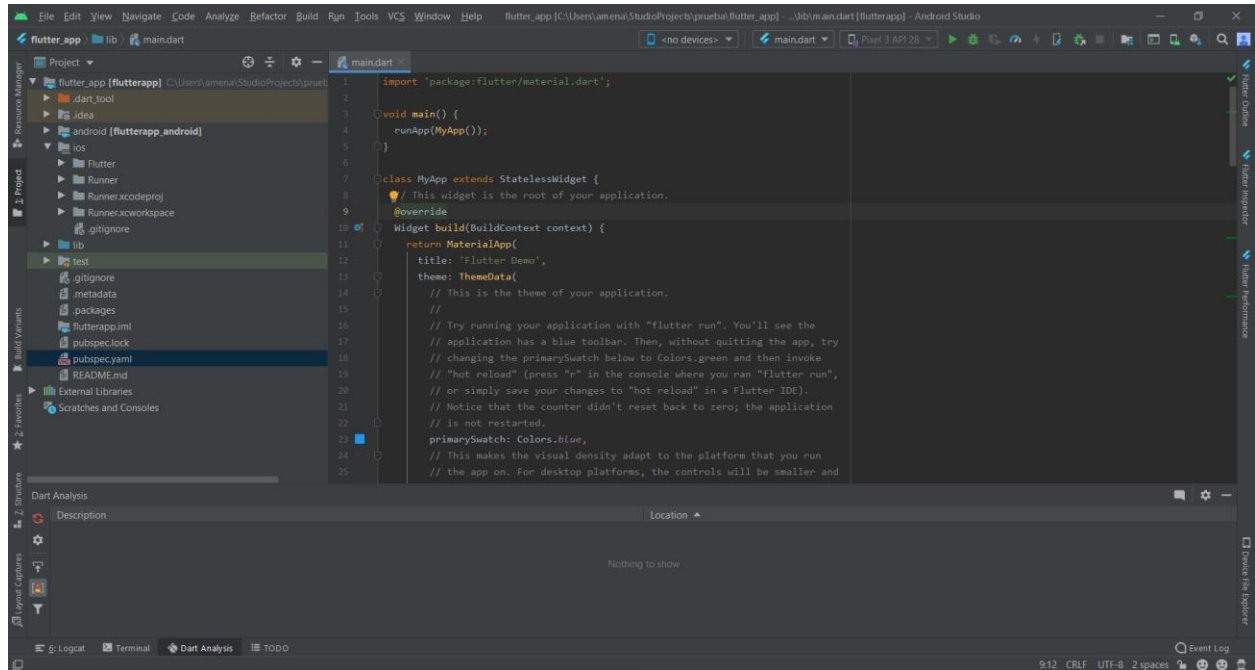 File Edit View Navigate Code Analyze Refactor Build Run Tools VCS Window Help flutter_app [C:\Users\amena\StudioProjects\prueba\flutter_app] - ...\lib\main.dart [flutterapp] - Android Studio
flutter_app lib main.dart <no devices> main.dart Pixel 3 API 28
Project main.dart
flutter_app [flutterapp] C:\Users\amena\StudioProjects\prueb
.dart_tool
.idea
android [flutterapp_android]
ios
Flutter
Runner
Runner.xcodeproj
Runner.xcworkspace
.gitignore
lib
test
.gitignore
.metadata
.packages
flutterapp.iml
pubspec.lock
pubspec.yaml
README.md
External Libraries
Scratches and Consoles
Resource Manager
1: Project
Build Variants
2: Favorites
Z: Structure
Layout Captures
1 import 'package:flutter/material.dart';
2
3 void main() {
4 runApp(MyApp());
5 }
6
7 class MyApp extends StatelessWidget {
8 / This widget is the root of your application.
9 @override
10 Widget build(BuildContext context) {
11 return MaterialApp(
12 title: 'Flutter Demo',
13 theme: ThemeData(
14 // This is the theme of your application.
15 //
16 // Try running your application with "flutter run". You'll see the
17 // application has a blue toolbar. Then, without quitting the app, try
18 // changing the primarySwatch below to Colors.green and then invoke
19 // "hot reload" (press "r" in the console where you ran "flutter run",
20 // or simply save your changes to "hot reload" in a Flutter IDE).
21 // Notice that the counter didn't reset back to zero; the application
22 // is not restarted.
23 primarySwatch: Colors.blue,
24 // This makes the visual density adapt to the platform that you run
25 // the app on. For desktop platforms, the controls will be smaller and
Flutter Outline
Flutter Inspector
Flutter Performance
Device File Explorer
Dart Analysis
Description Location
Nothing to show
6: Logcat Terminal Dart Analysis TODO Event Log
9:12 CRLF UTF-8 2 spaces